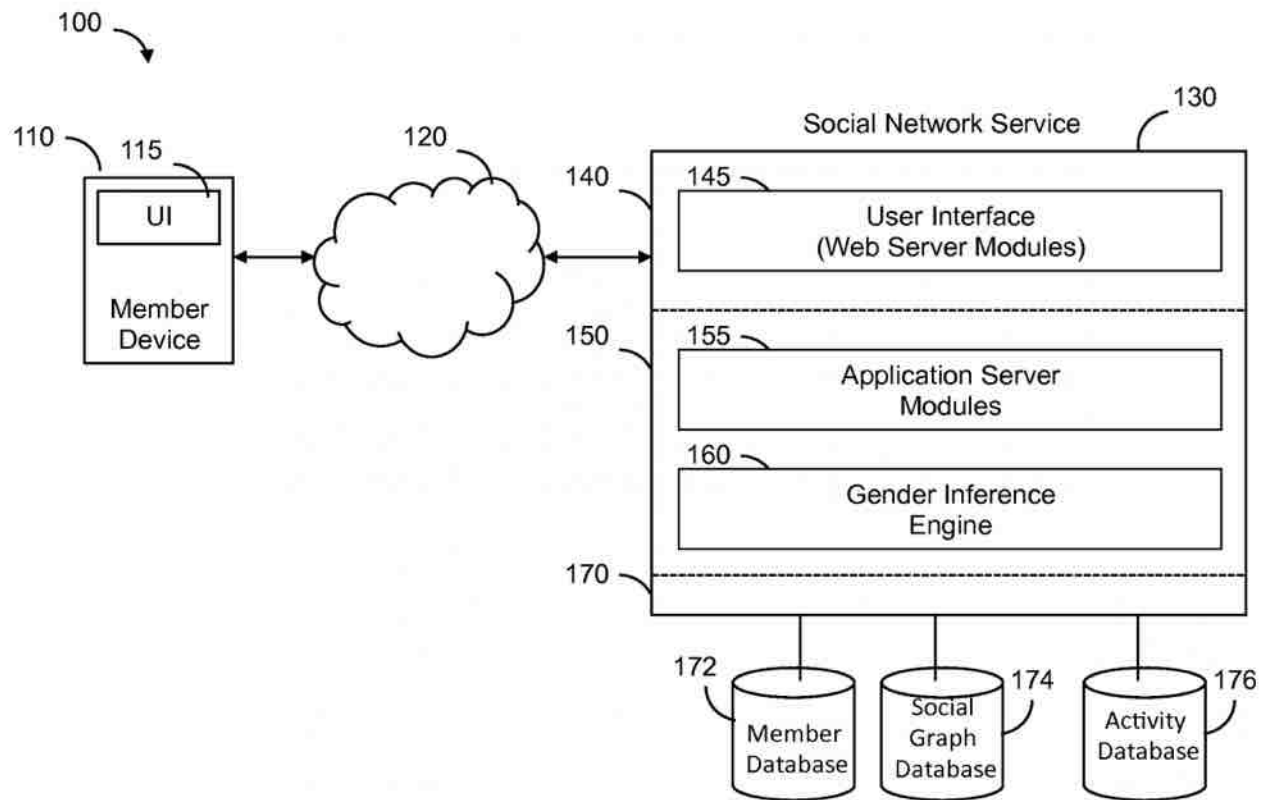 100
110
115
UI
Member
Device
120
Social Network Service
130
140
145
User Interface
(Web Server Modules)
150
155
Application Server
Modules
160
Gender Inference
Engine
170
172
Member
Database
Social
Graph
Database
174
Activity
Database
176